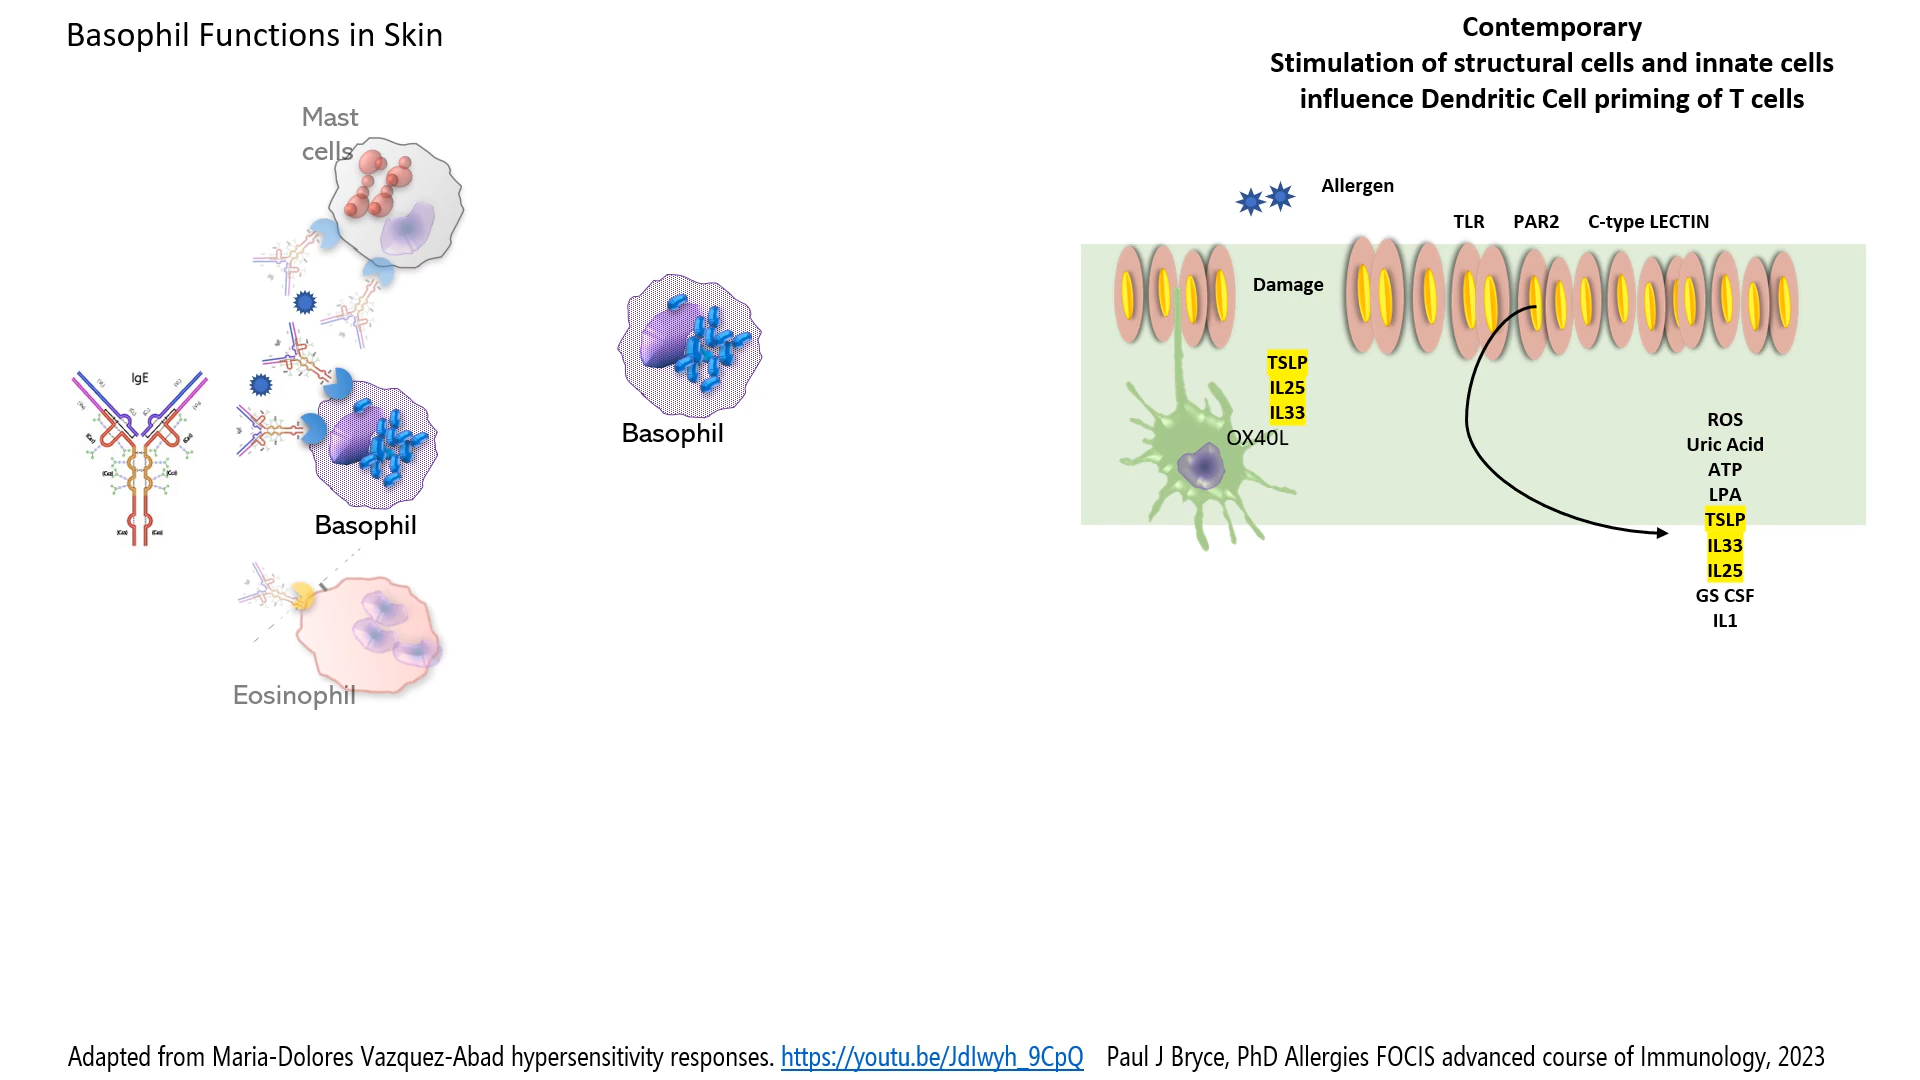 Basophil Functions in Skin
Contemporary
Stimulation of structural cells and innate cells
influence Dendritic Cell priming of T cells
Mast
cells
IgE
Basophil
Eosinophil
Basophil
Allergen
TLR PAR2 C-type LECTIN
Damage
TSLP
IL25
IL33
OX40L
ROS
Uric Acid
ATP
LPA
TSLP
IL33
IL25
GS CSF
IL1
Adapted from Maria-Dolores Vazquez-Abad hypersensitivity responses. https://youtu.be/JdIwyh_9CpQ Paul J Bryce, PhD Allergies FOCIS advanced course of Immunology, 2023